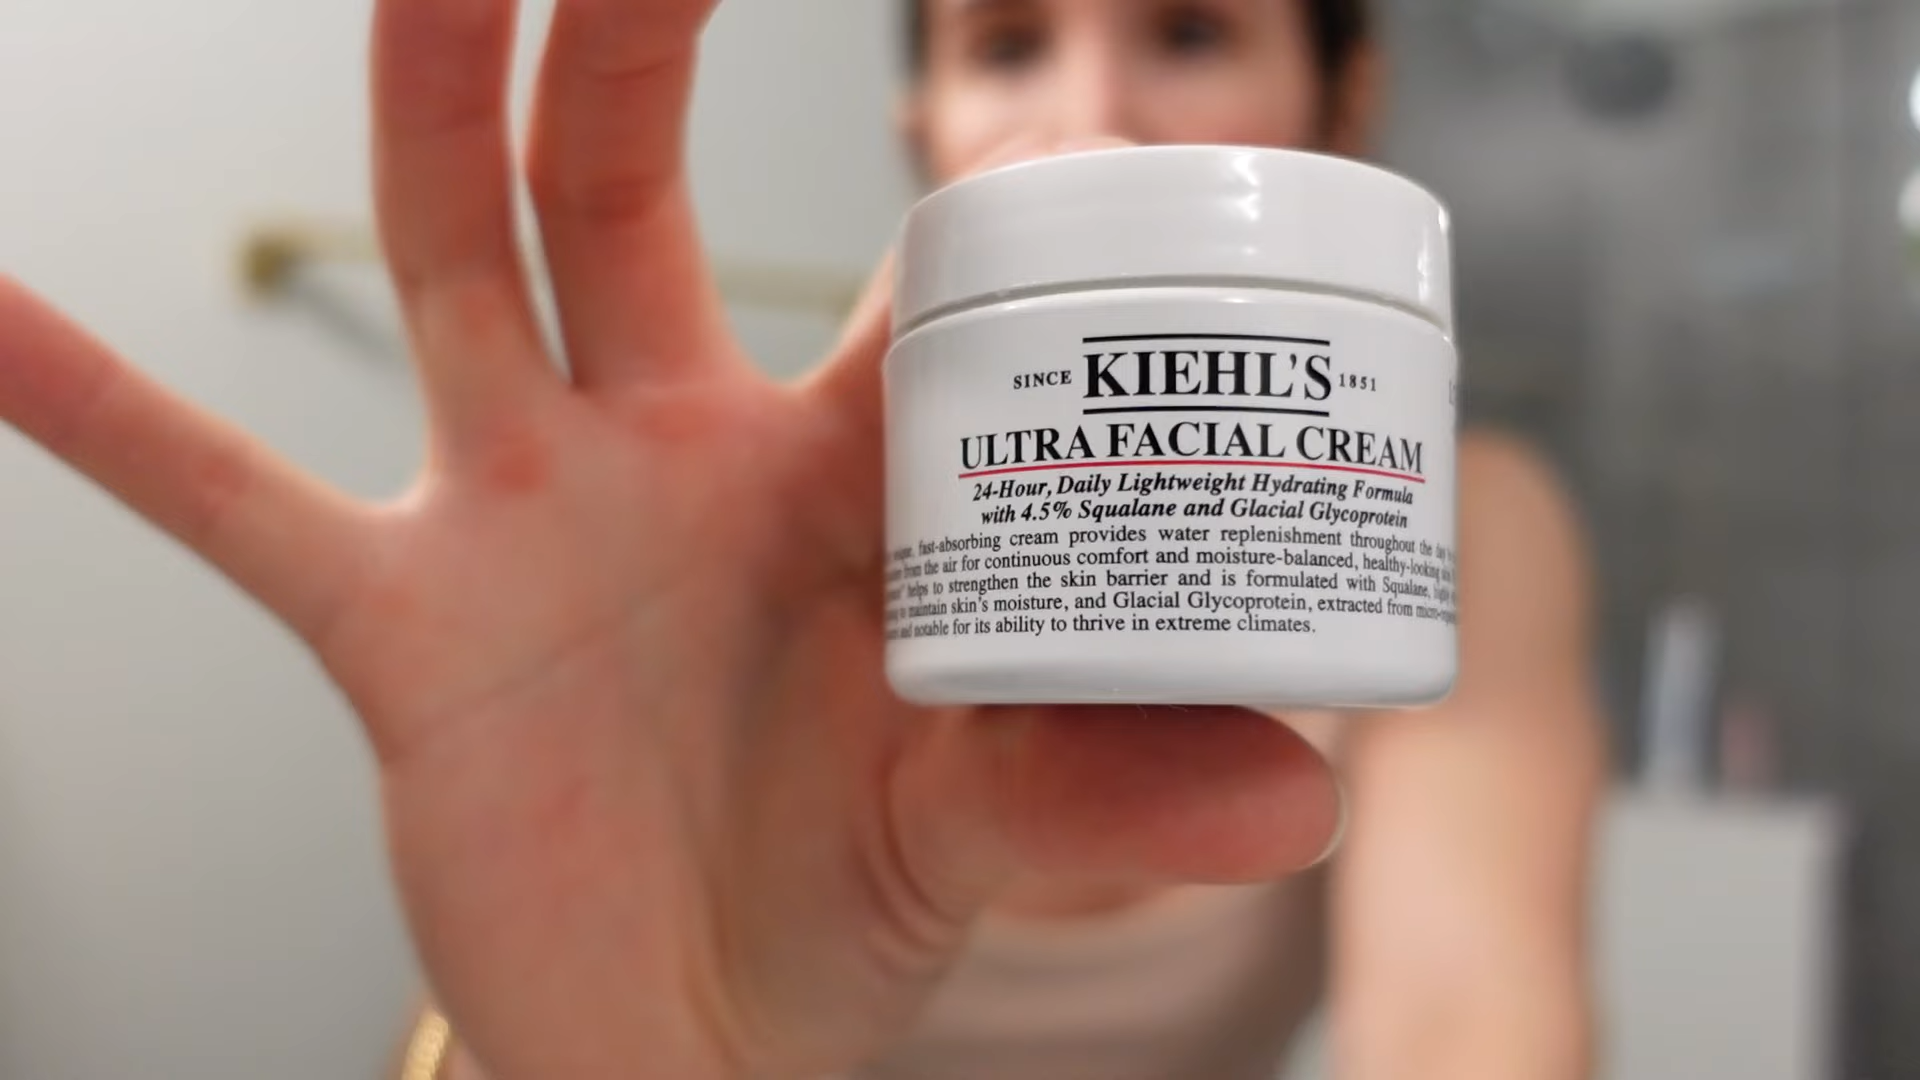 SINCE KIEHL'S 1851
ULTRA FACIAL CREAM
24-Hour, Daily Lightweight Hydrating Formula
with 4.5% Squalane and Glacial Glycoprotein
fast-absorbing cream provides water replenishment throughout the day
from the air for continuous comfort and moisture-balanced, healthy-looking
helps to strengthen the skin barrier and is formulated with Squalane,
maintain skin's moisture, and Glacial Glycoprotein, extracted from
and notable for its ability to thrive in extreme climates.